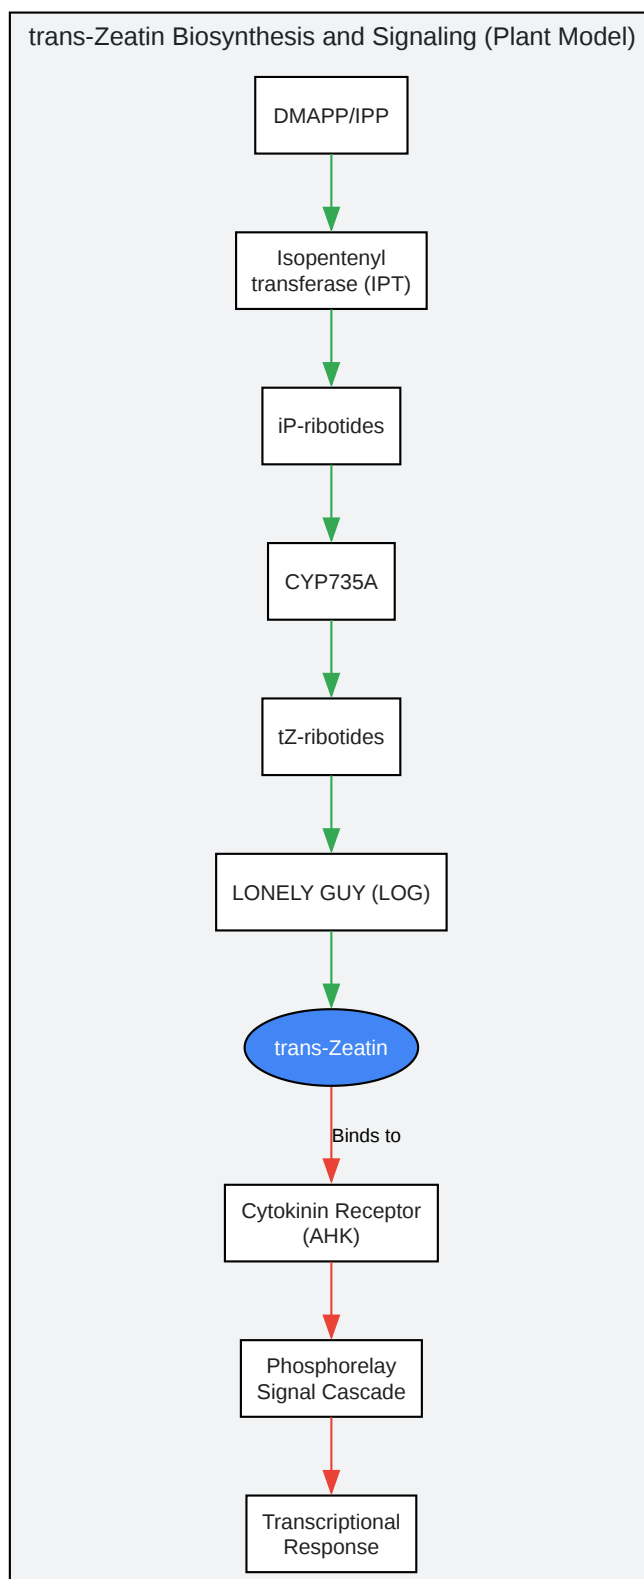 trans-Zeatin Biosynthesis and Signaling (Plant Model)
DMAPP/IPP
Isopentenyl
transferase (IPT)
iP-ribotides
CYP735A
tZ-ribotides
LONELY GUY (LOG)
trans-Zeatin
Binds to
Cytokinin Receptor
(AHK)
Phosphorelay
Signal Cascade
Transcriptional
Response